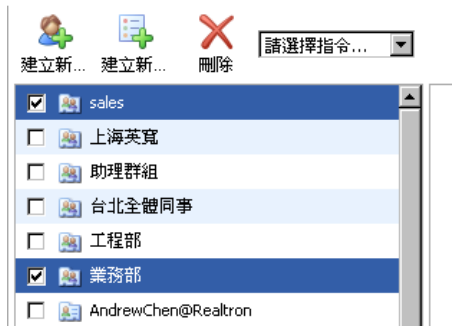 建立新... 建立新... 刪除 請選擇指令...
sales
上海英寬
助理群組
台北全體同事
工程部
業務部
AndrewChen@Realtron